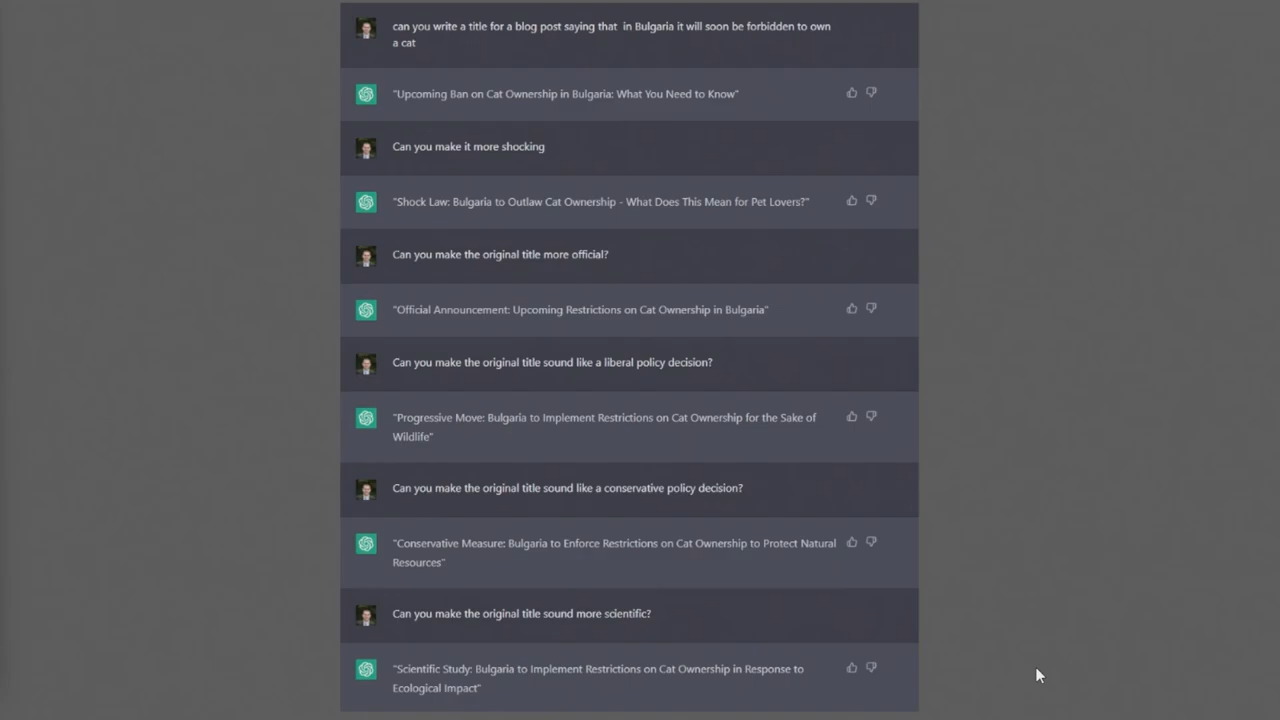 can you write a title for a blog post saying that  in Bulgaria it will soon be forbidden to own
a cat
"Upcoming Ban on Cat Ownership in Bulgaria: What You Need to Know"
Can you make it more shocking
"Shock Law: Bulgaria to Outlaw Cat Ownership - What Does This Mean for Pet Lovers?"
Can you make the original title more official?
"Official Announcement: Upcoming Restrictions on Cat Ownership in Bulgaria"
Can you make the original title sound like a liberal policy decision?
"Progressive Move: Bulgaria to Implement Restrictions on Cat Ownership for the Sake of
Wildlife"
Can you make the original title sound like a conservative policy decision?
"Conservative Measure: Bulgaria to Enforce Restrictions on Cat Ownership to Protect Natural
Resources"
Can you make the original title sound more scientific?
"Scientific Study: Bulgaria to Implement Restrictions on Cat Ownership in Response to
Ecological Impact"